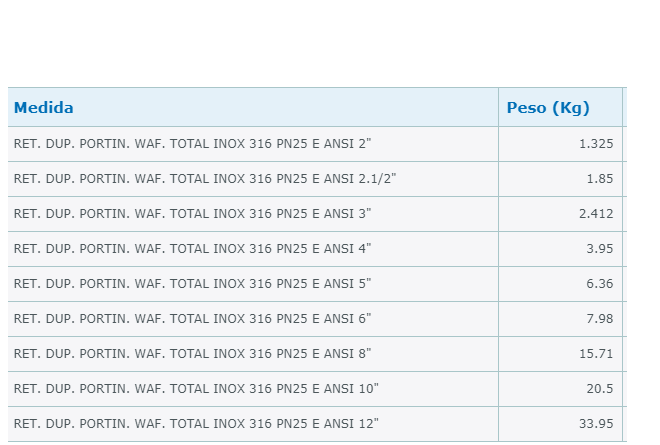 Medida Peso (Kg)
RET. DUP. PORTIN. WAF. TOTAL INOX 316 PN25 E ANSI 2" 1.325
RET. DUP. PORTIN. WAF. TOTAL INOX 316 PN25 E ANSI 2.1/2" 1.85
RET. DUP. PORTIN. WAF. TOTAL INOX 316 PN25 E ANSI 3" 2.412
RET. DUP. PORTIN. WAF. TOTAL INOX 316 PN25 E ANSI 4" 3.95
RET. DUP. PORTIN. WAF. TOTAL INOX 316 PN25 E ANSI 5" 6.36
RET. DUP. PORTIN. WAF. TOTAL INOX 316 PN25 E ANSI 6" 7.98
RET. DUP. PORTIN. WAF. TOTAL INOX 316 PN25 E ANSI 8" 15.71
RET. DUP. PORTIN. WAF. TOTAL INOX 316 PN25 E ANSI 10" 20.5
RET. DUP. PORTIN. WAF. TOTAL INOX 316 PN25 E ANSI 12" 33.95